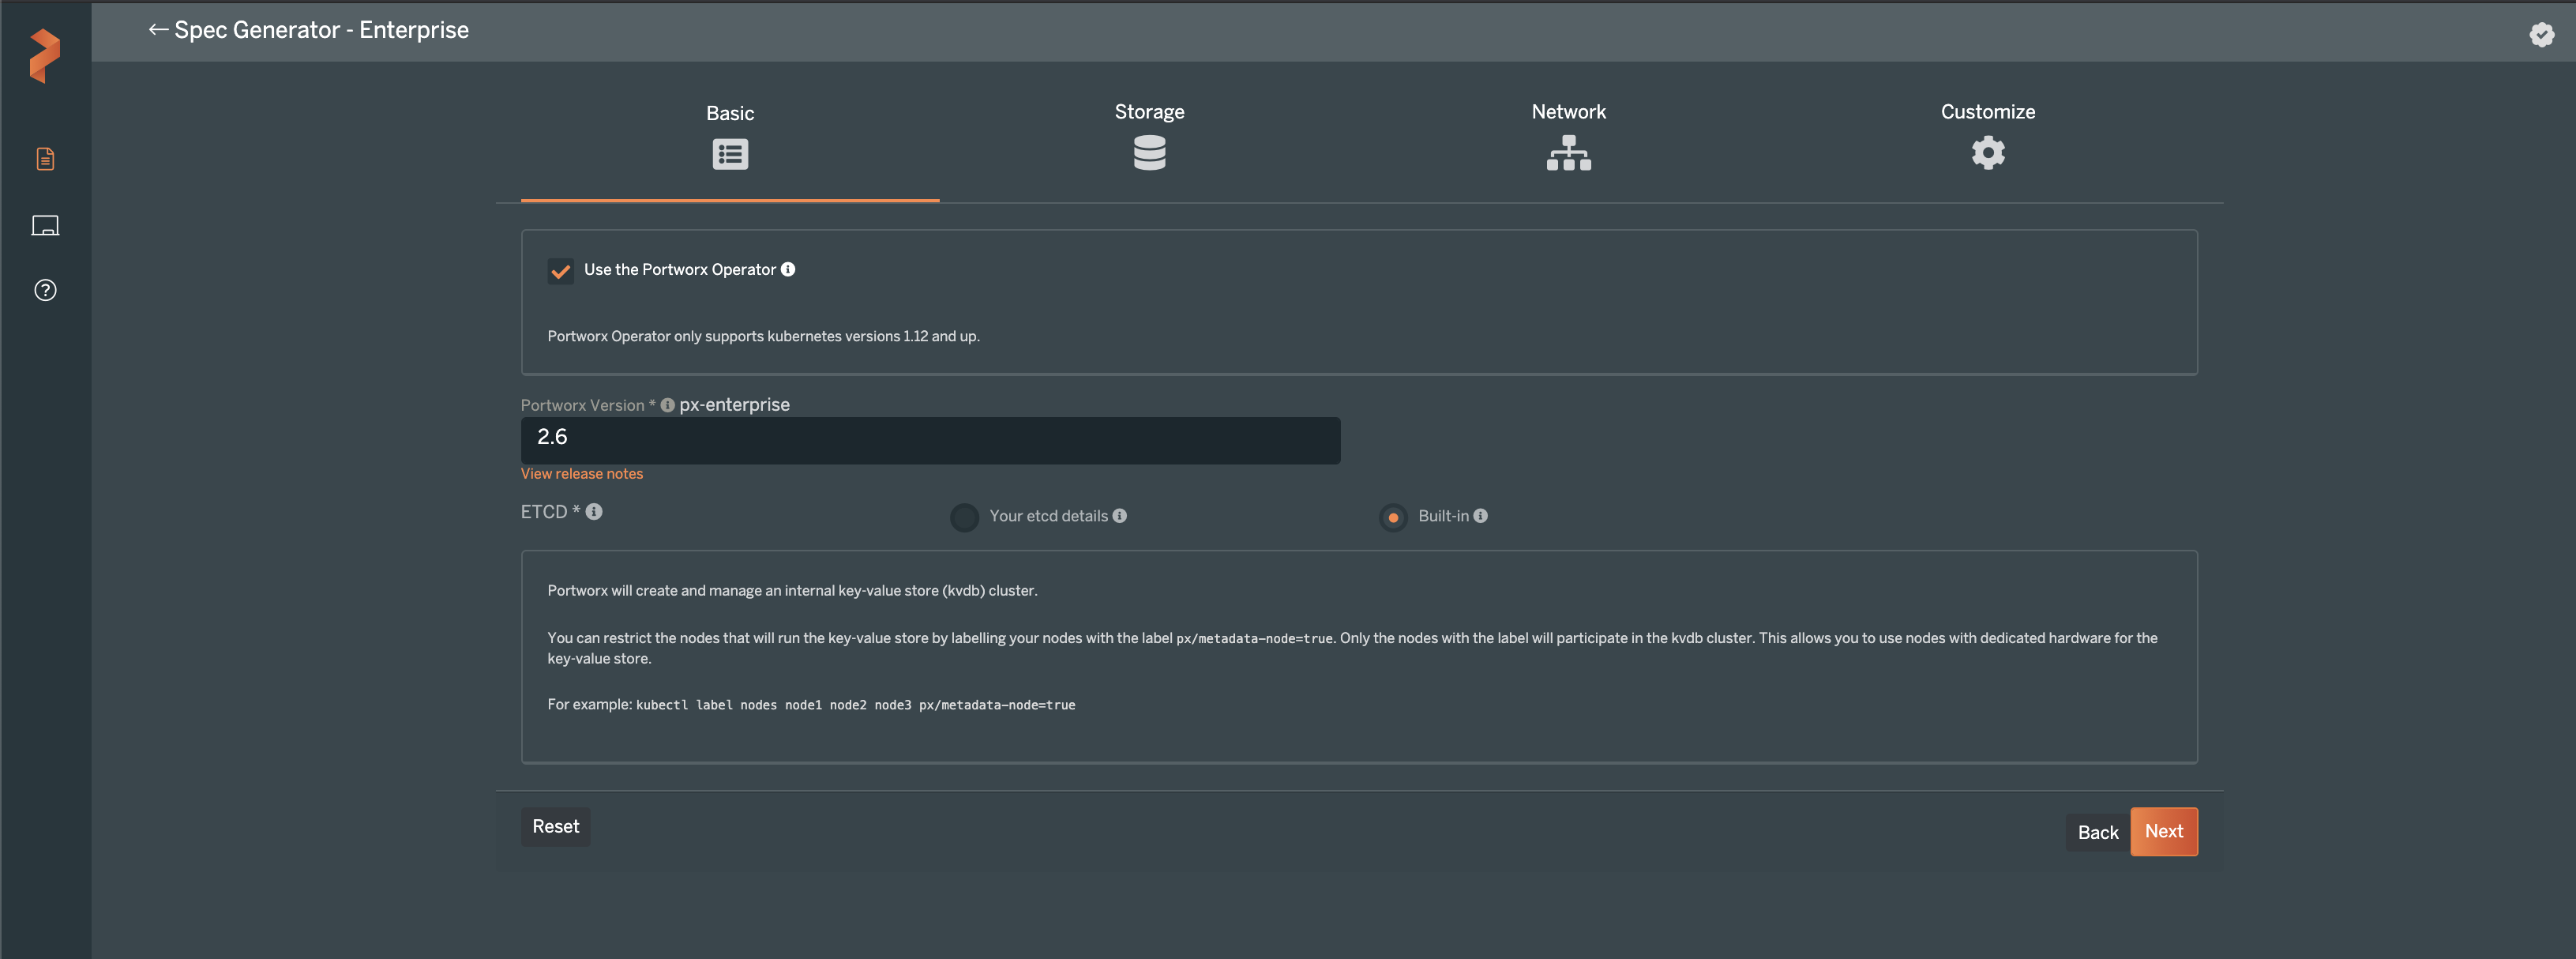 ← Spec Generator - Enterprise
Basic
Storage
Network
Customize
Use the Portworx Operator
Portworx Operator only supports kubernetes versions 1.12 and up.
Portworx Version * px-enterprise
2.6
View release notes
ETCD *
Your etcd details
Built-in
Portworx will create and manage an internal key-value store (kvdb) cluster.
You can restrict the nodes that will run the key-value store by labelling your nodes with the label px/metadata-node=true. Only the nodes with the label will participate in the kvdb cluster. This allows you to use nodes with dedicated hardware for the
key-value store.
For example: kubectl label nodes node1 node2 node3 px/metadata-node=true
Reset
Back
Next